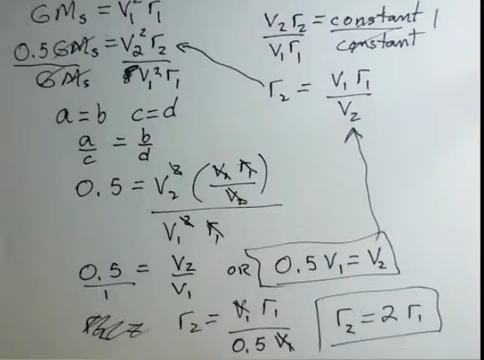 GMₛ = V₁² r₁
0.5GMₛ = V₂² r₂
GMₛ V₁² r₁
a = b c = d
a/c = b/d
0.5 = V₂² (V₁ r₁ / V₂)
V₁² r₁
0.5/1 = V₂/V₁ OR 0.5 V₁ = V₂
r₂ = V₁ r₁ / 0.5 V₁
r₂ = 2 r₁
V₂ r₂ = constant 1
V₁ r₁ constant
r₂ = V₁ r₁ / V₂